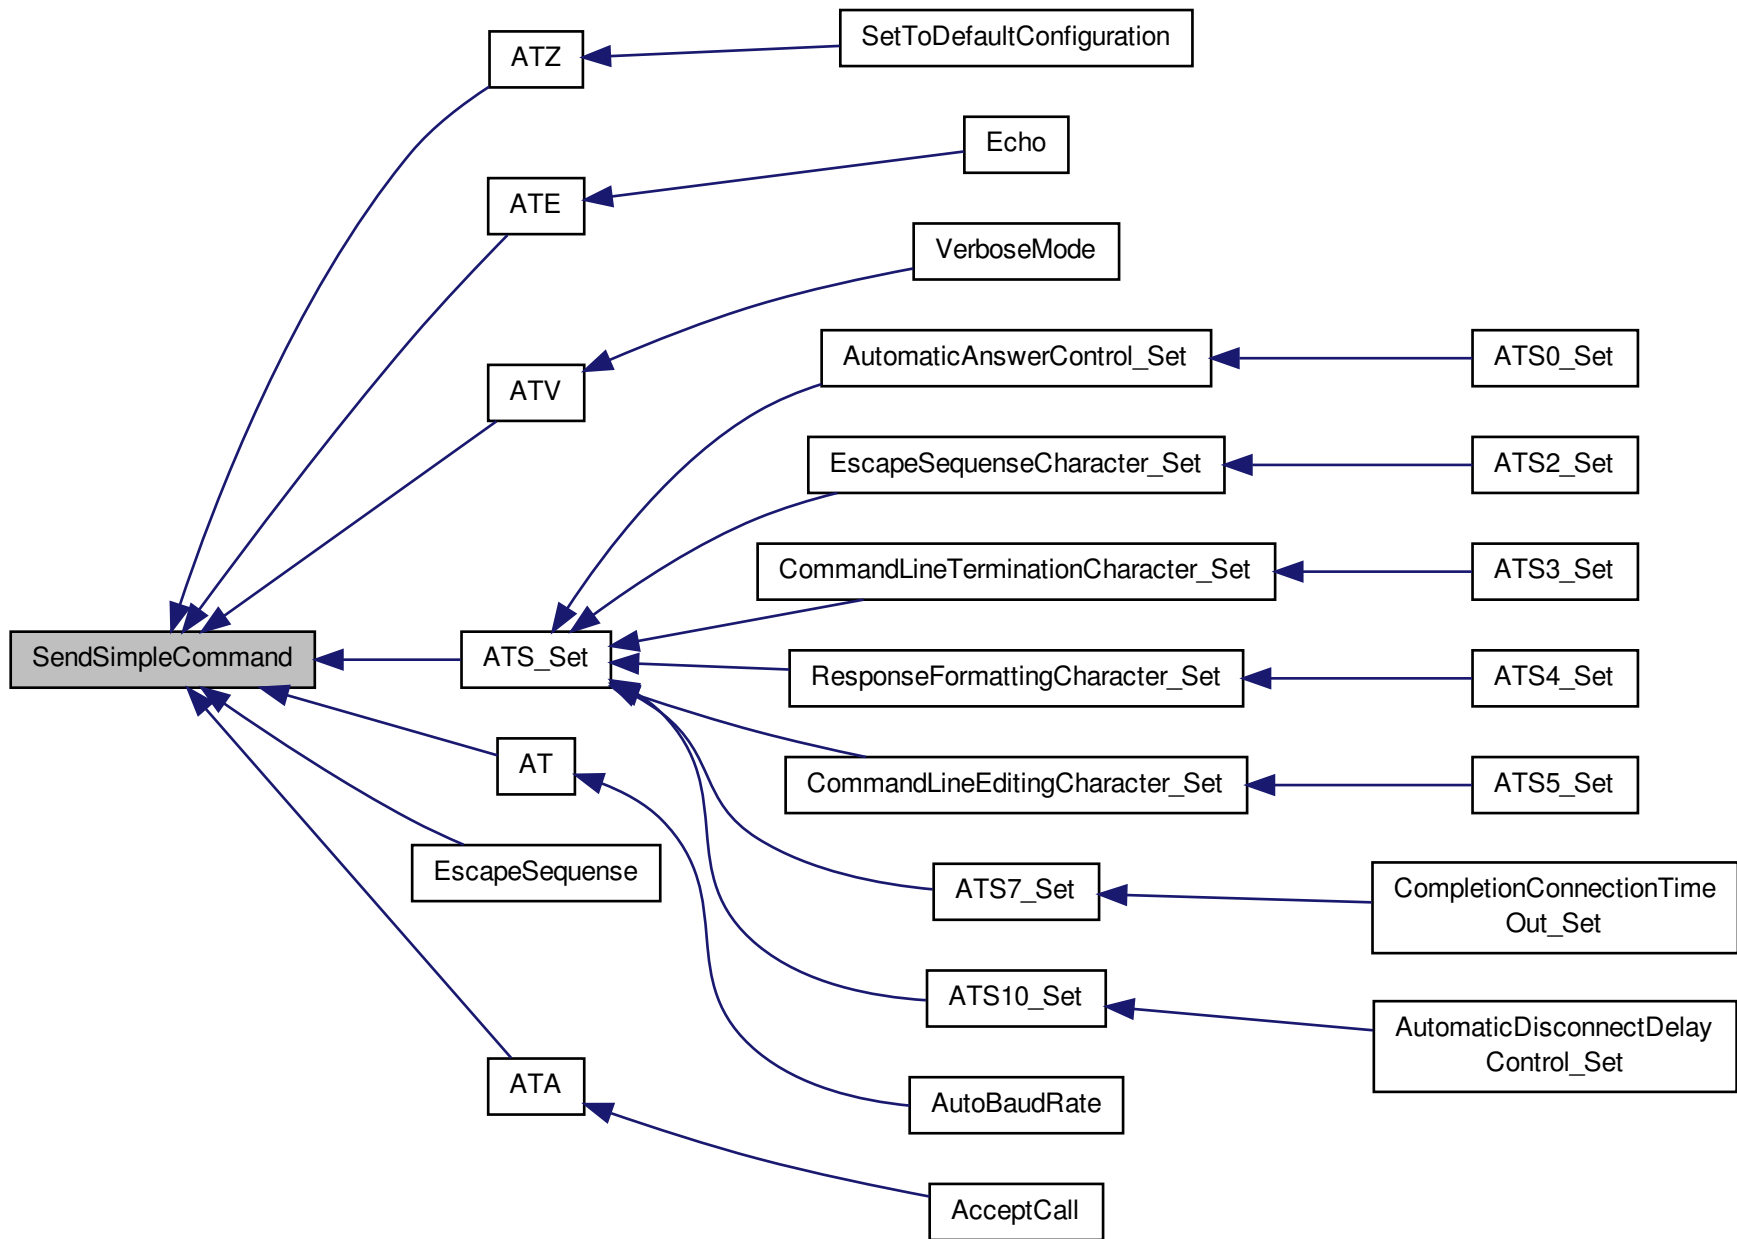 SetToDefaultConfiguration
ATZ
Echo
ATE
VerboseMode
ATV
AutomaticAnswerControl_Set
ATS0_Set
EscapeSequenseCharacter_Set
ATS2_Set
CommandLineTerminationCharacter_Set
ATS3_Set
SendSimpleCommand
ATS_Set
ResponseFormattingCharacter_Set
ATS4_Set
AT
CommandLineEditingCharacter_Set
ATS5_Set
EscapeSequense
ATS7_Set
CompletionConnectionTime
Out_Set
ATS10_Set
AutomaticDisconnectDelay
Control_Set
ATA
AutoBaudRate
AcceptCall